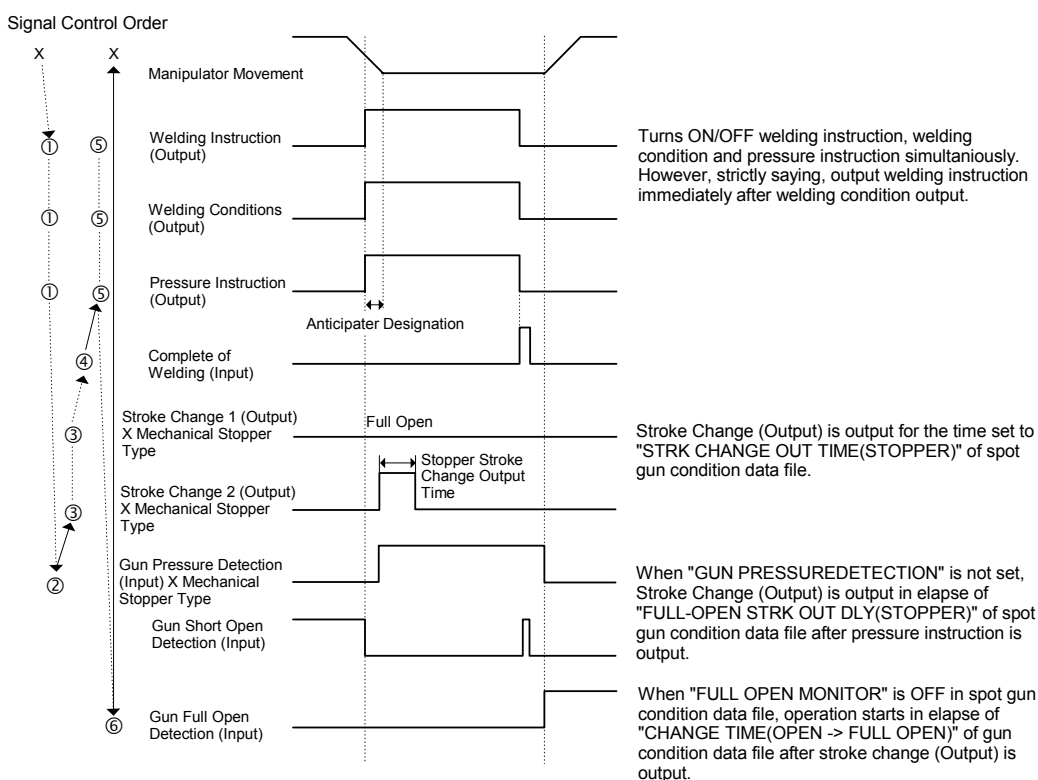 Signal Control Order
X X
Manipulator Movement
① ⑤ Welding Instruction
(Output)
Turns ON/OFF welding instruction, welding
condition and pressure instruction simultaniously.
However, strictly saying, output welding instruction
immediately after welding condition output.
① ⑤ Welding Conditions
(Output)
① ⑤ Pressure Instruction
(Output)
Anticipater Designation
④ Complete of
Welding (Input)
③ Stroke Change 1 (Output)
X Mechanical Stopper
Type
Full Open
Stroke Change (Output) is output for the time set to
"STRK CHANGE OUT TIME(STOPPER)" of spot
gun condition data file.
Stopper Stroke
Change Output
Time
③ Stroke Change 2 (Output)
X Mechanical Stopper
Type
② Gun Pressure Detection
(Input) X Mechanical
Stopper Type
When "GUN PRESSUREDETECTION" is not set,
Stroke Change (Output) is output in elapse of
"FULL-OPEN STRK OUT DLY(STOPPER)" of spot
gun condition data file after pressure instruction is
output.
Gun Short Open
Detection (Input)
⑥ Gun Full Open
Detection (Input)
When "FULL OPEN MONITOR" is OFF in spot gun
condition data file, operation starts in elapse of
"CHANGE TIME(OPEN -> FULL OPEN)" of gun
condition data file after stroke change (Output) is
output.